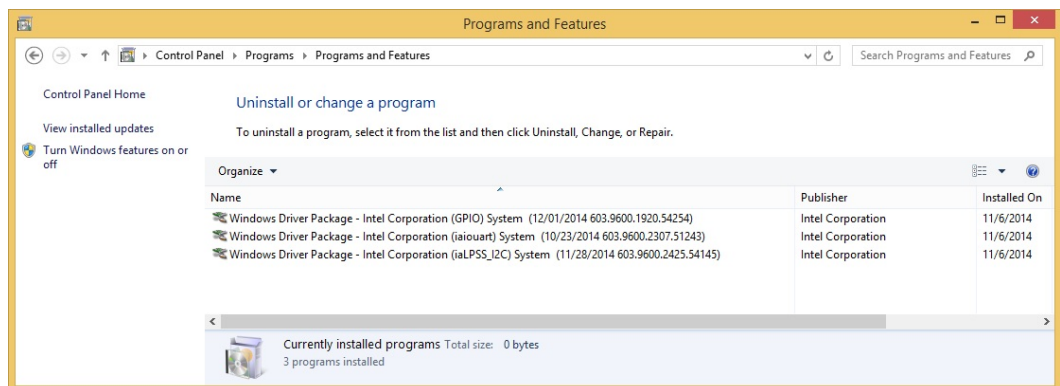 Programs and Features
Control Panel Programs Programs and Features
Search Programs and Features
Control Panel Home
View installed updates
Turn Windows features on or
off
Uninstall or change a program
To uninstall a program, select it from the list and then click Uninstall, Change, or Repair.
Organize
Name Publisher Installed On
Windows Driver Package - Intel Corporation (GPIO) System (12/01/2014 603.9600.1920.54254) Intel Corporation 11/6/2014
Windows Driver Package - Intel Corporation (iaiouart) System (10/23/2014 603.9600.2307.51243) Intel Corporation 11/6/2014
Windows Driver Package - Intel Corporation (iaLPSS_I2C) System (11/28/2014 603.9600.2425.54145) Intel Corporation 11/6/2014
Currently installed programs Total size: 0 bytes
3 programs installed